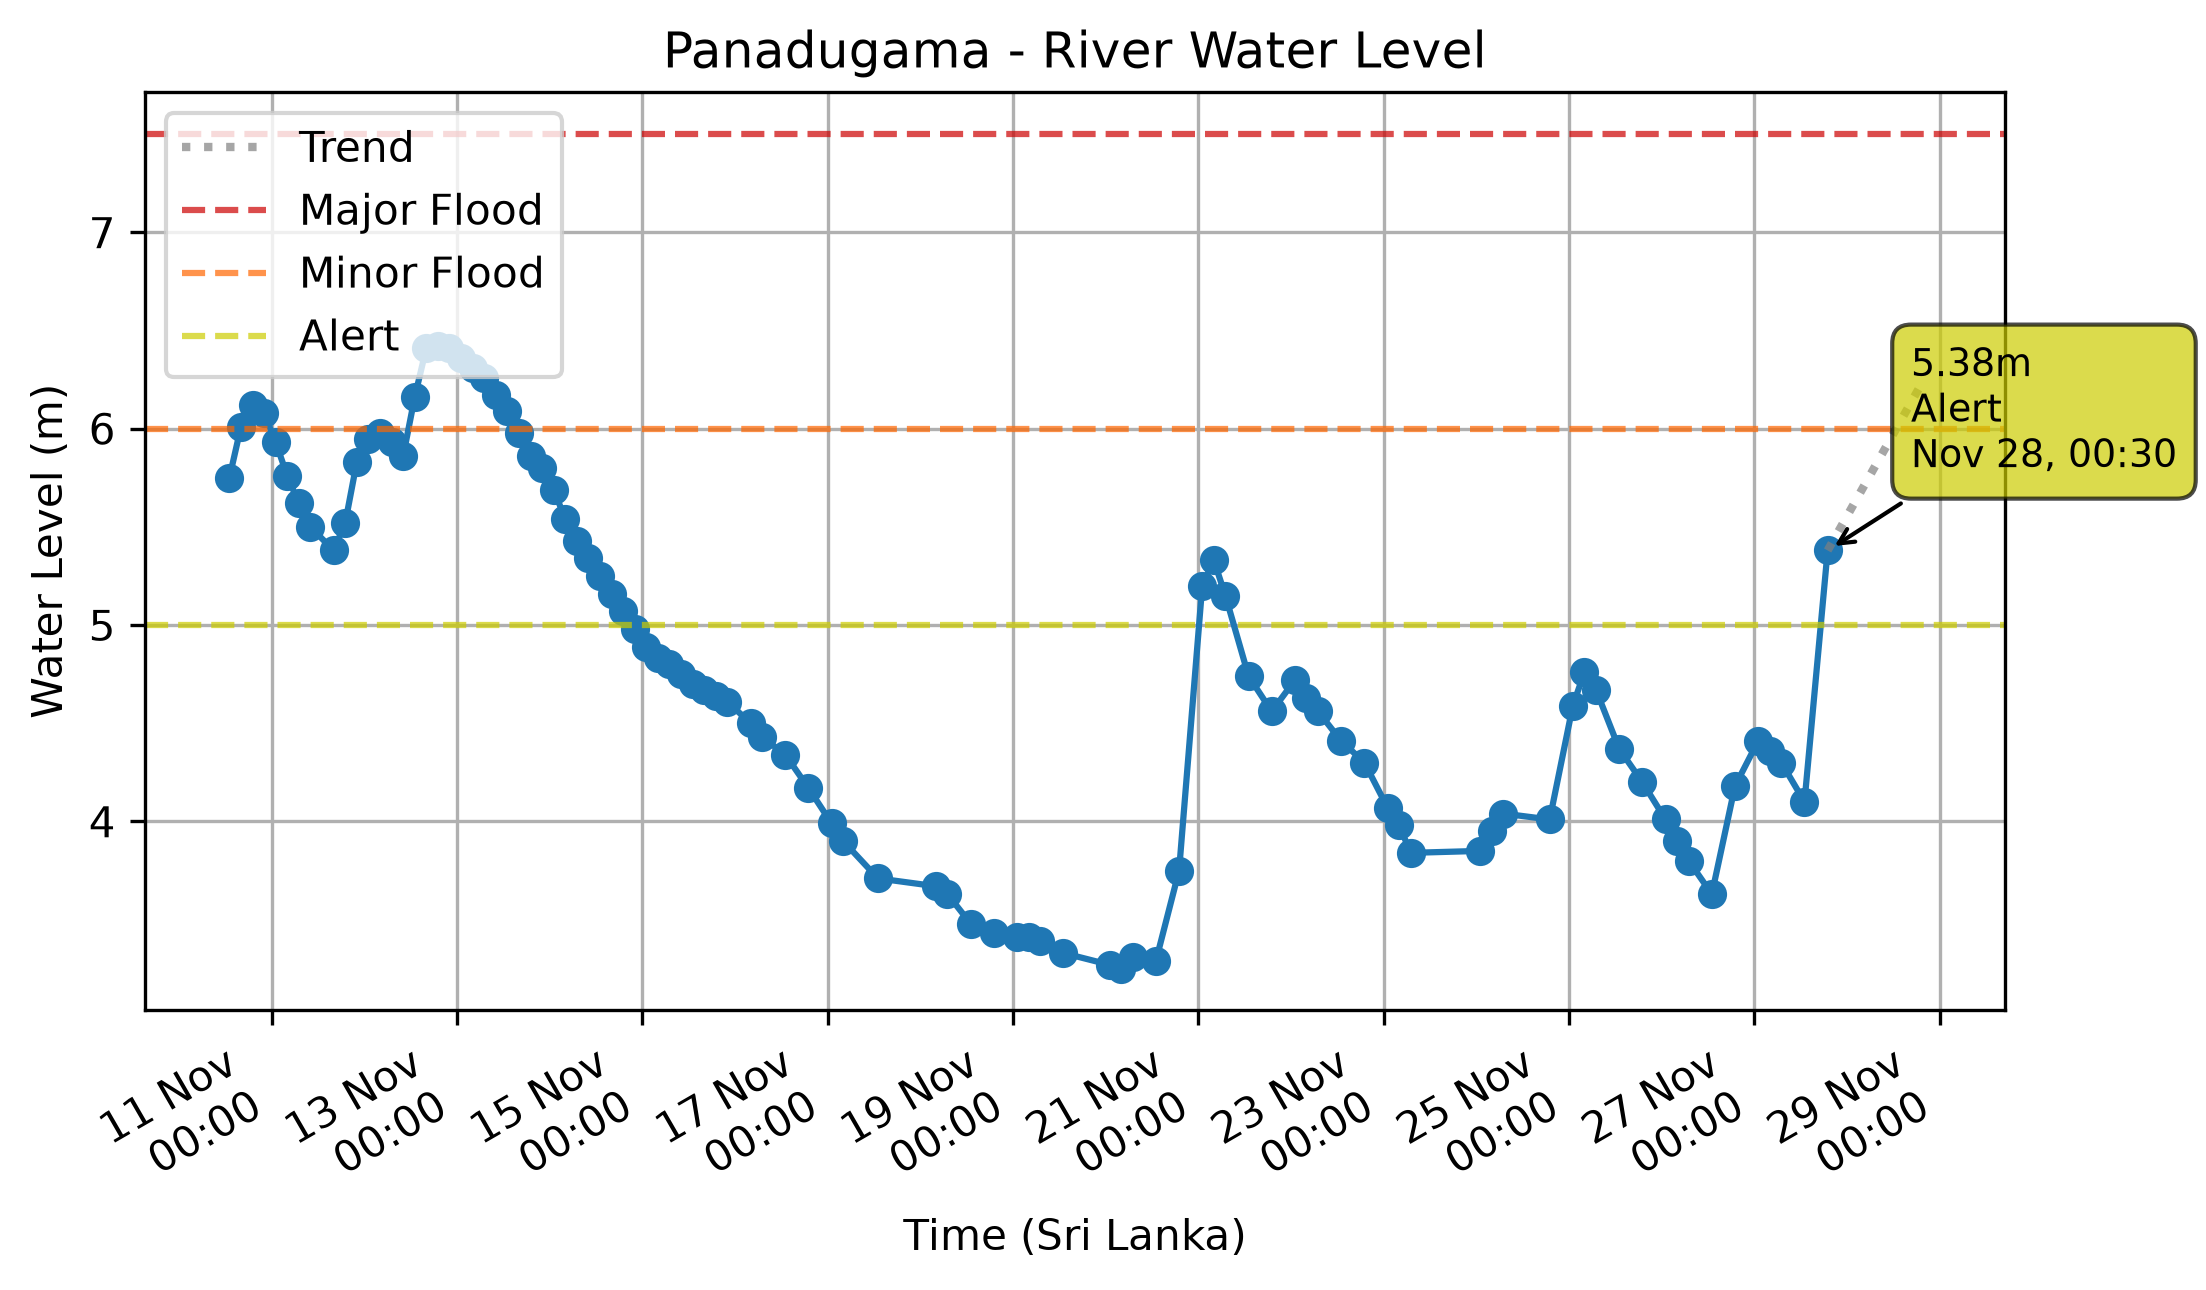 Panadugama - River Water Level
Trend
Major Flood
Minor Flood
Alert
5.38m
Alert
Nov 28, 00:30
Water Level (m)
7
6
5
4
11 Nov
00:00
13 Nov
00:00
15 Nov
00:00
17 Nov
00:00
19 Nov
00:00
21 Nov
00:00
23 Nov
00:00
25 Nov
00:00
27 Nov
00:00
29 Nov
00:00
Time (Sri Lanka)